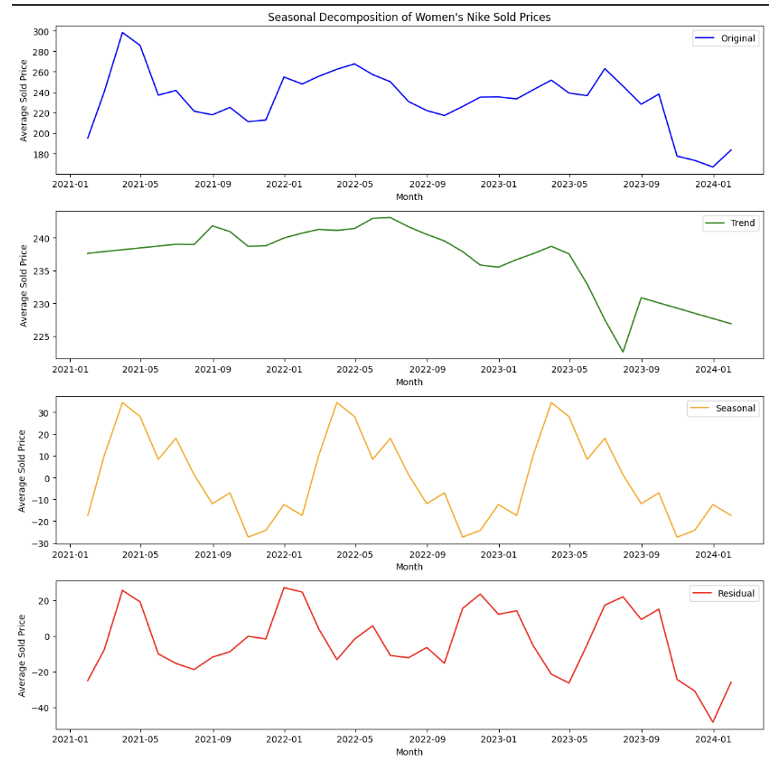 Seasonal Decomposition of Women's Nike Sold Prices
Original
Average Sold Price
300
280
260
240
220
200
180
2021-01 2021-05 2021-09 2022-01 2022-05 2022-09 2023-01 2023-05 2023-09 2024-01
Month
Trend
Average Sold Price
240
235
230
225
2021-01 2021-05 2021-09 2022-01 2022-05 2022-09 2023-01 2023-05 2023-09 2024-01
Month
Seasonal
Average Sold Price
30
20
10
0
−10
−20
−30
2021-01 2021-05 2021-09 2022-01 2022-05 2022-09 2023-01 2023-05 2023-09 2024-01
Month
Residual
Average Sold Price
20
0
−20
−40
2021-01 2021-05 2021-09 2022-01 2022-05 2022-09 2023-01 2023-05 2023-09 2024-01
Month